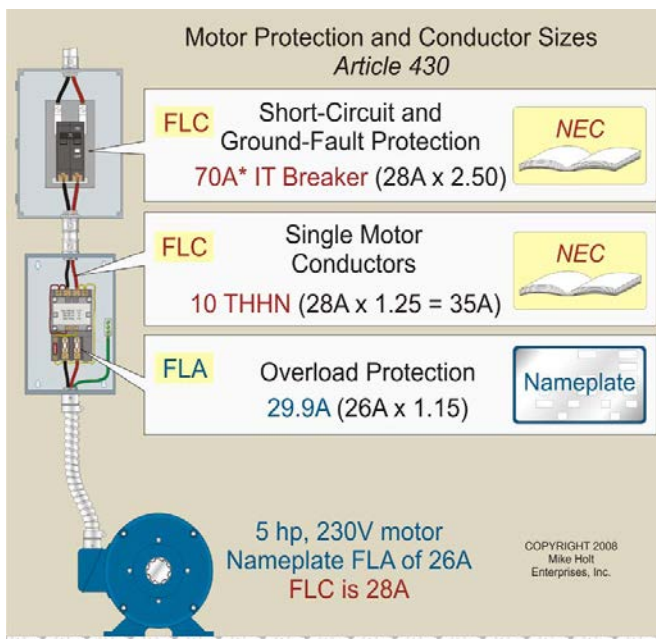 Motor Protection and Conductor Sizes
Article 430
FLC
Short-Circuit and
Ground-Fault Protection
70A* IT Breaker (28A x 2.50)
NEC
FLC
Single Motor
Conductors
10 THHN (28A x 1.25 = 35A)
NEC
FLA
Overload Protection
29.9A (26A x 1.15)
Nameplate
5 hp, 230V motor
Nameplate FLA of 26A
FLC is 28A
COPYRIGHT 2008
Mike Holt
Enterprises, Inc.